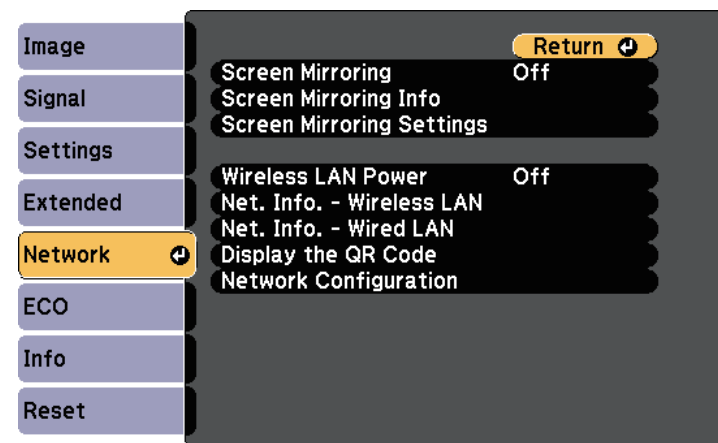 Image
Signal
Settings
Extended
Network
ECO
Info
Reset
Return
Screen Mirroring Off
Screen Mirroring Info
Screen Mirroring Settings
Wireless LAN Power Off
Net. Info. - Wireless LAN
Net. Info. - Wired LAN
Display the QR Code
Network Configuration